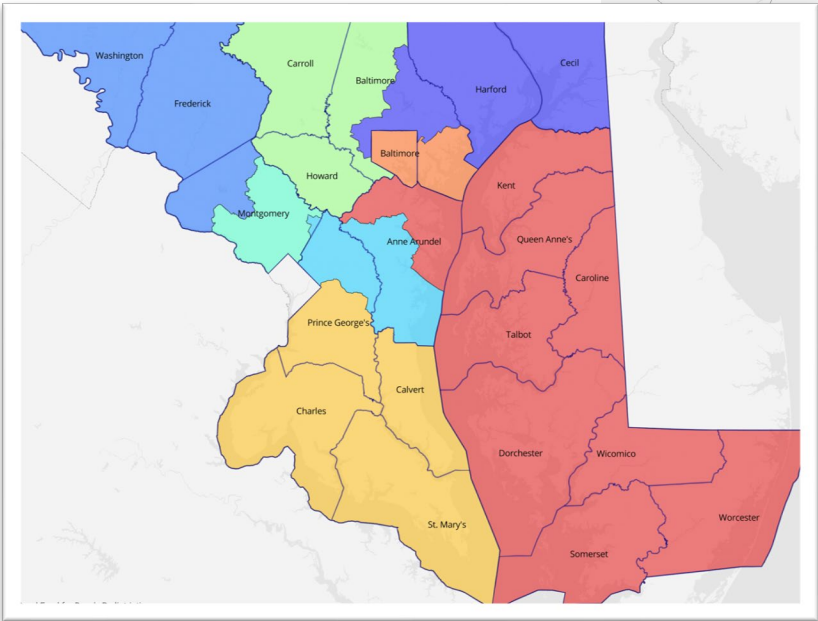 Washington
Carroll
Cecil
Baltimore
Harford
Frederick
Baltimore
Howard
Kent
Montgomery
Anne Arundel
Queen Anne's
Caroline
Prince George's
Talbot
Calvert
Charles
Dorchester
Wicomico
St. Mary's
Worcester
Somerset